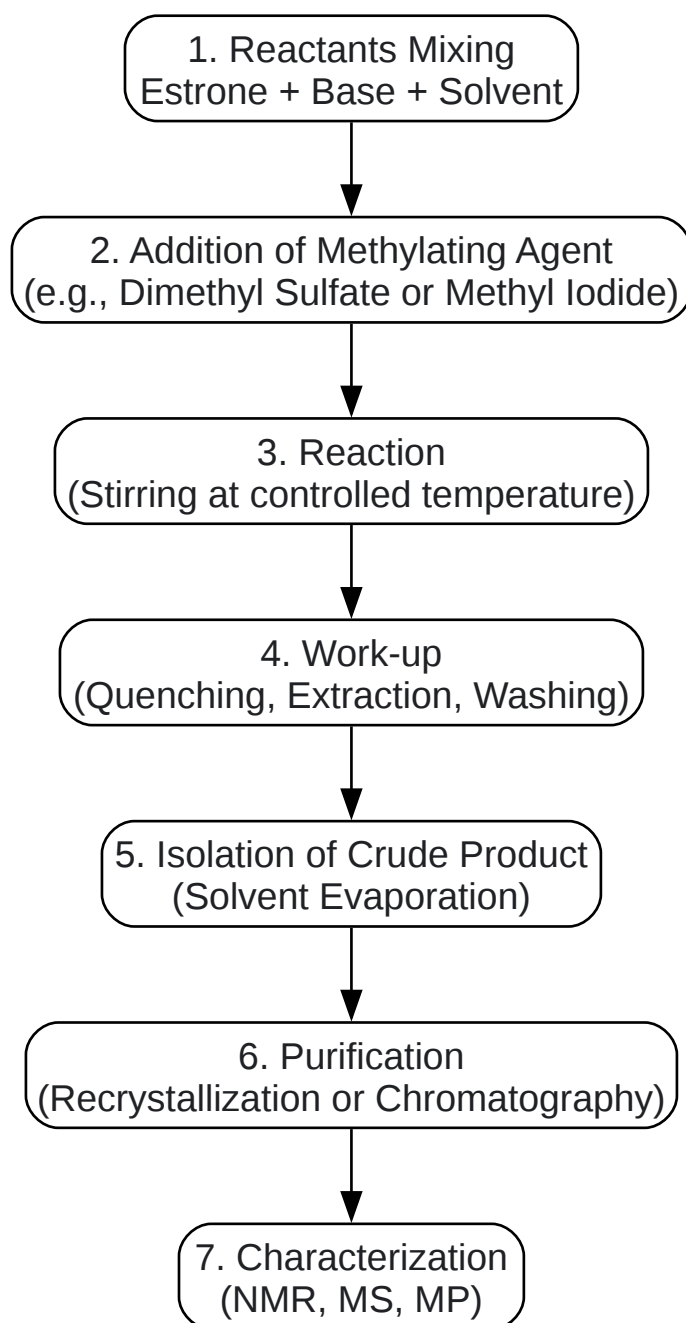 1. Reactants Mixing
Estrone + Base + Solvent
2. Addition of Methylating Agent
(e.g., Dimethyl Sulfate or Methyl Iodide)
3. Reaction
(Stirring at controlled temperature)
4. Work-up
(Quenching, Extraction, Washing)
5. Isolation of Crude Product
(Solvent Evaporation)
6. Purification
(Recrystallization or Chromatography)
7. Characterization
(NMR, MS, MP)